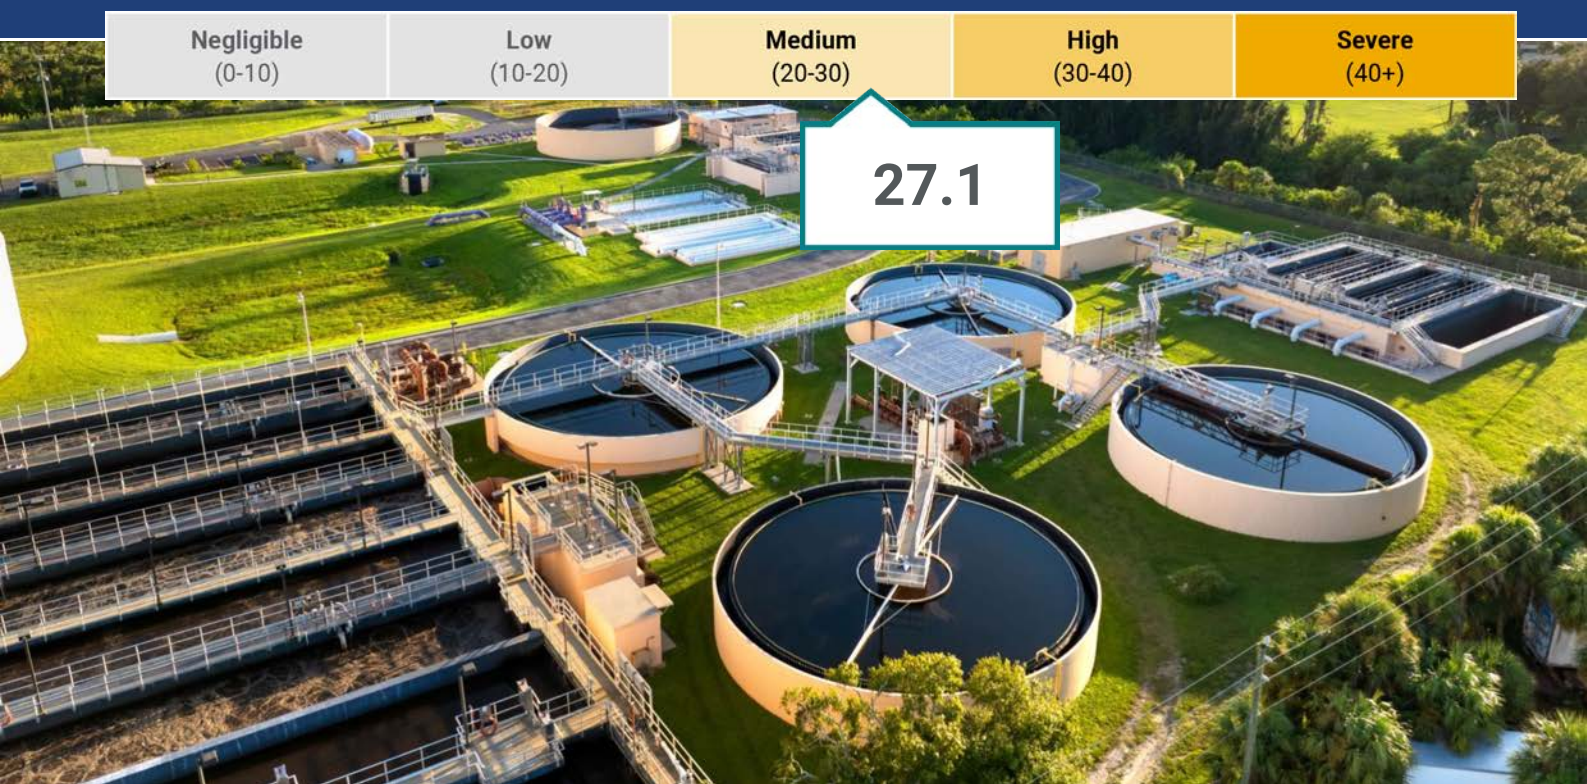 Negligible
(0-10)
Low
(10-20)
Medium
(20-30)
High
(30-40)
Severe
(40+)
27.1